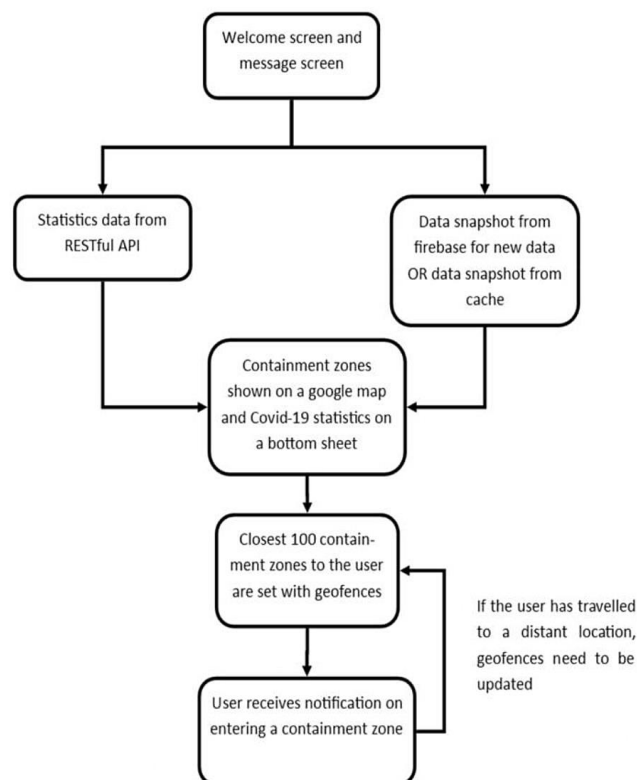 Welcome screen and
message screen
Statistics data from
RESTful API
Data snapshot from
firebase for new data
OR data snapshot from
cache
Containment zones
shown on a google map
and Covid-19 statistics on
a bottom sheet
Closest 100 contain-
ment zones to the user
are set with geofences
If the user has travelled
to a distant location,
geofences need to be
updated
User receives notification on
entering a containment zone